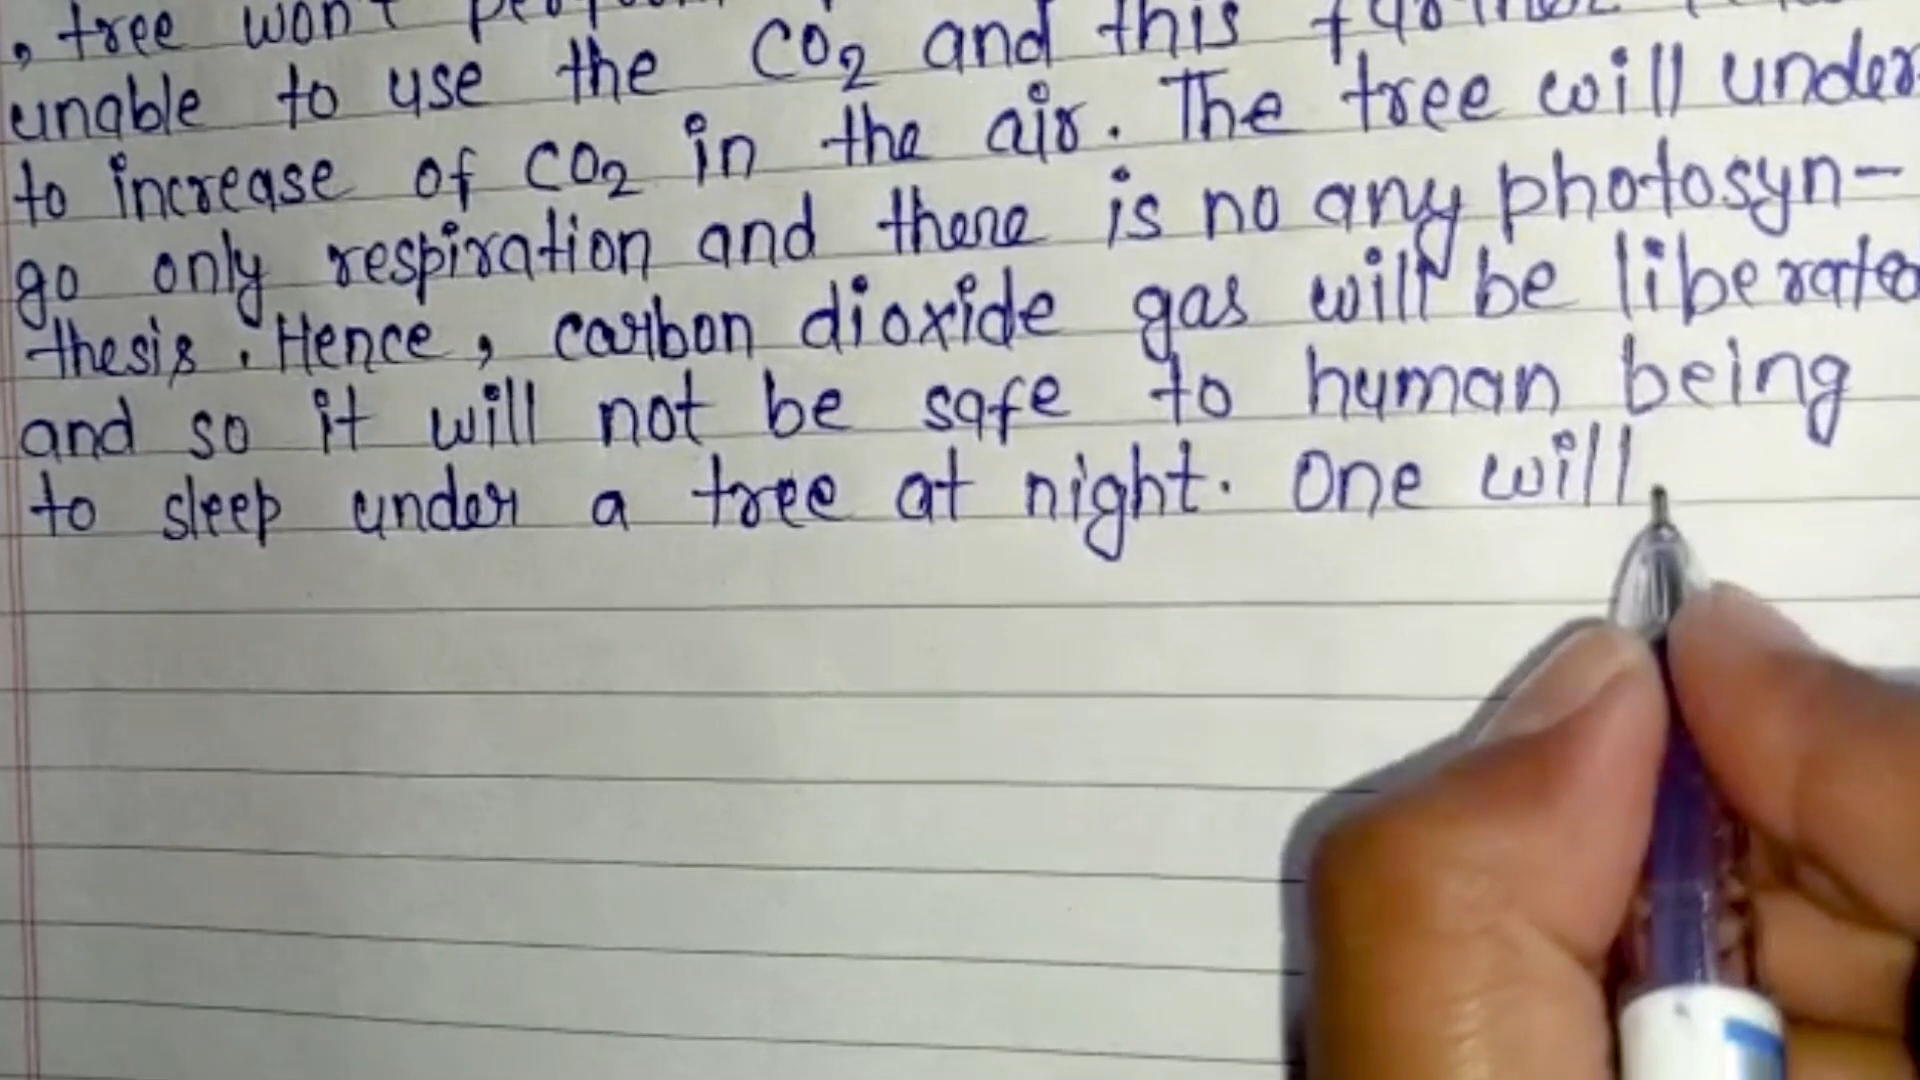 , tree won't
unable to use the CO₂ and this
to increase of CO₂ in the air. The tree will under
go only respiration and there is no any photosyn-
thesis. Hence, carbon dioxide gas will be liberate
and so it will not be safe to human being
to sleep under a tree at night. One will